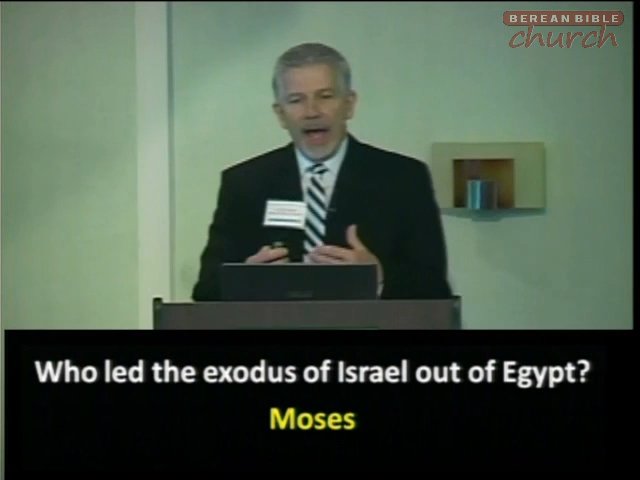 BEREAN BIBLE
church
Who led the exodus of Israel out of Egypt?
Moses